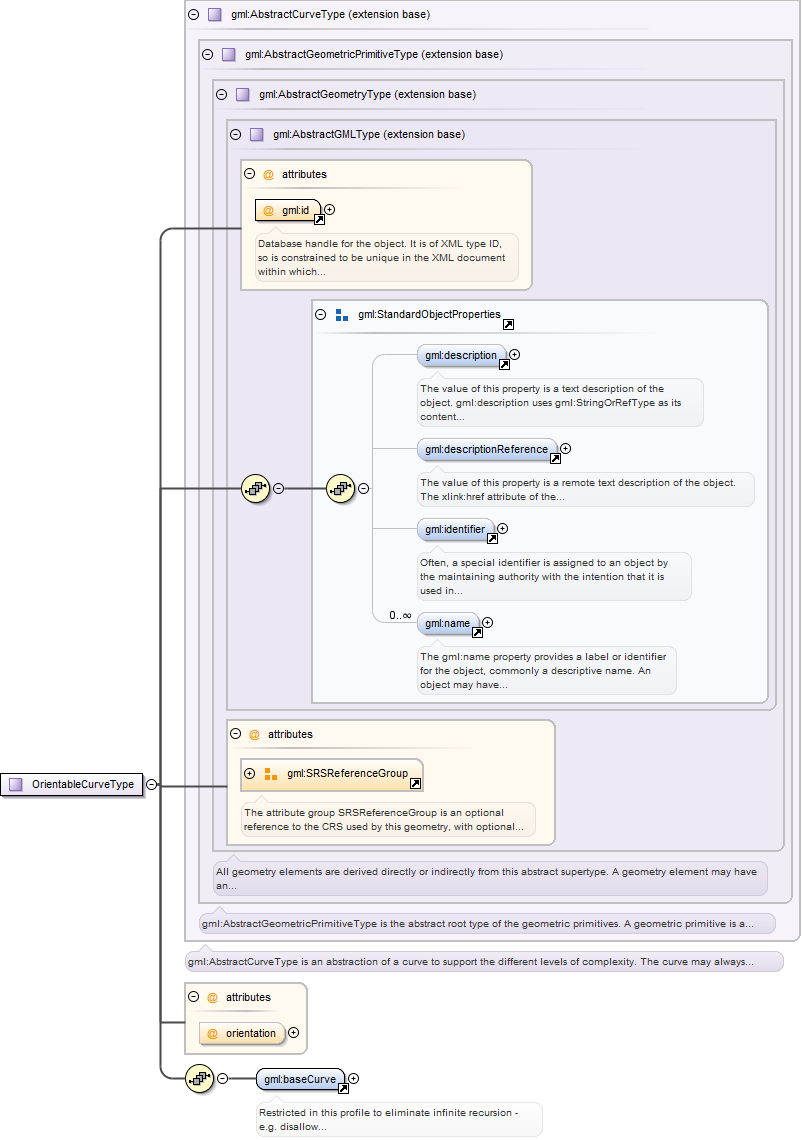 gml:AbstractCurveType (extension base)
gml:AbstractGeometricPrimitiveType (extension base)
gml:AbstractGeometryType (extension base)
gml:AbstractGMLType (extension base)
@ attributes
@ gml:id
Database handle for the object. It is of XML type ID,
so is constrained to be unique in the XML document
within which...
gml:StandardObjectProperties
gml:description
The value of this property is a text description of the
object. gml:description uses gml:StringOrRefType as its
content...
gml:descriptionReference
The value of this property is a remote text description of the object.
The xlink:href attribute of the...
gml:identifier
Often, a special identifier is assigned to an object by
the maintaining authority with the intention that it is
used in...
0..∞
gml:name
The gml:name property provides a label or identifier
for the object, commonly a descriptive name. An
object may have...
@ attributes
gml:SRSReferenceGroup
The attribute group SRSReferenceGroup is an optional
reference to the CRS used by this geometry, with optional...
OrientableCurveType
All geometry elements are derived directly or indirectly from this abstract supertype. A geometry element may have
an...
gml:AbstractGeometricPrimitiveType is the abstract root type of the geometric primitives. A geometric primitive is a...
gml:AbstractCurveType is an abstraction of a curve to support the different levels of complexity. The curve may always...
@ attributes
@ orientation
gml:baseCurve
Restricted in this profile to eliminate infinite recursion -
e.g. disallow...